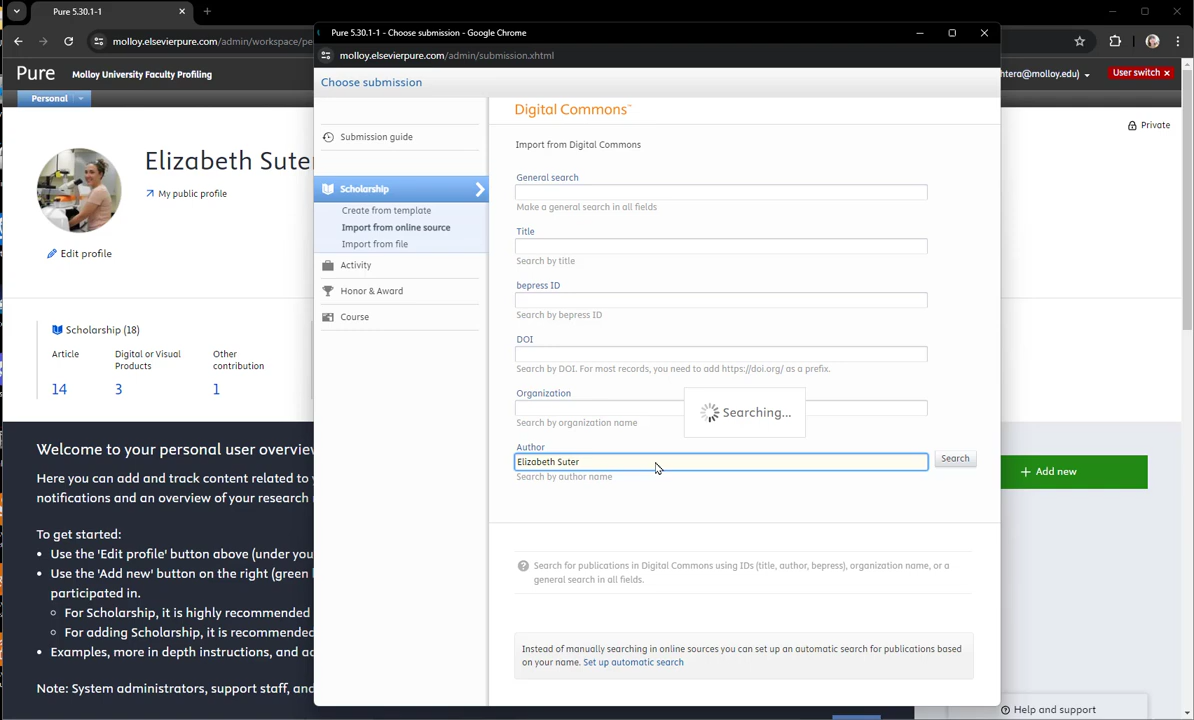 Pure 5.30.1-1
molloy.elsevierpure.com/admin/workspace/pe
Pure 5.30.1-1 - Choose submission - Google Chrome
molloy.elsevierpure.com/admin/submission.xhtml
Pure
Molloy University Faculty Profiling
htera@molloy.edu)
User switch ×
Personal
Private
Elizabeth Suter
My public profile
Edit profile
Scholarship (18)
Article
Digital or Visual
Products
Other
contribution
14
3
1
Welcome to your personal user overview
Here you can add and track content related to
notifications and an overview of your research
To get started:
• Use the 'Edit profile' button above (under you
• Use the 'Add new' button on the right (green
participated in.
For Scholarship, it is highly recommended
For adding Scholarship, it is recommended
• Examples, more in depth instructions, and
Note: System administrators, support staff, and
Choose submission
Submission guide
Scholarship
Create from template
Import from online source
Import from file
Activity
Honor & Award
Course
Digital Commons™
Import from Digital Commons
General search
Make a general search in all fields
Title
Search by title
bepress ID
Search by bepress ID
DOI
Search by DOI. For most records, you need to add https://doi.org/ as a prefix.
Organization
Search by organization name
Searching...
Author
Elizabeth Suter
Search
Search by author name
Search for publications in Digital Commons using IDs (title, author, bepress), organization name, or a
general search in all fields.
Instead of manually searching in online sources you can set up an automatic search for publications based
on your name. Set up automatic search
+ Add new
Help and support